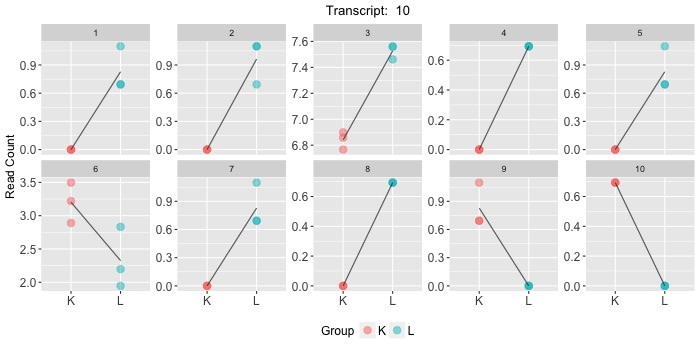 Transcript:  10
1 2 3 4 5
0.9 0.6 0.3 0.0
0.9 0.6 0.3 0.0
7.6 7.4 7.2 7.0 6.8
0.6 0.4 0.2 0.0
0.9 0.6 0.3 0.0
Read Count
6 7 8 9 10
3.5 3.0 2.5 2.0
0.9 0.6 0.3 0.0
0.6 0.4 0.2 0.0
0.9 0.6 0.3 0.0
0.6 0.4 0.2 0.0
K L K L K L K L K L
Group K L